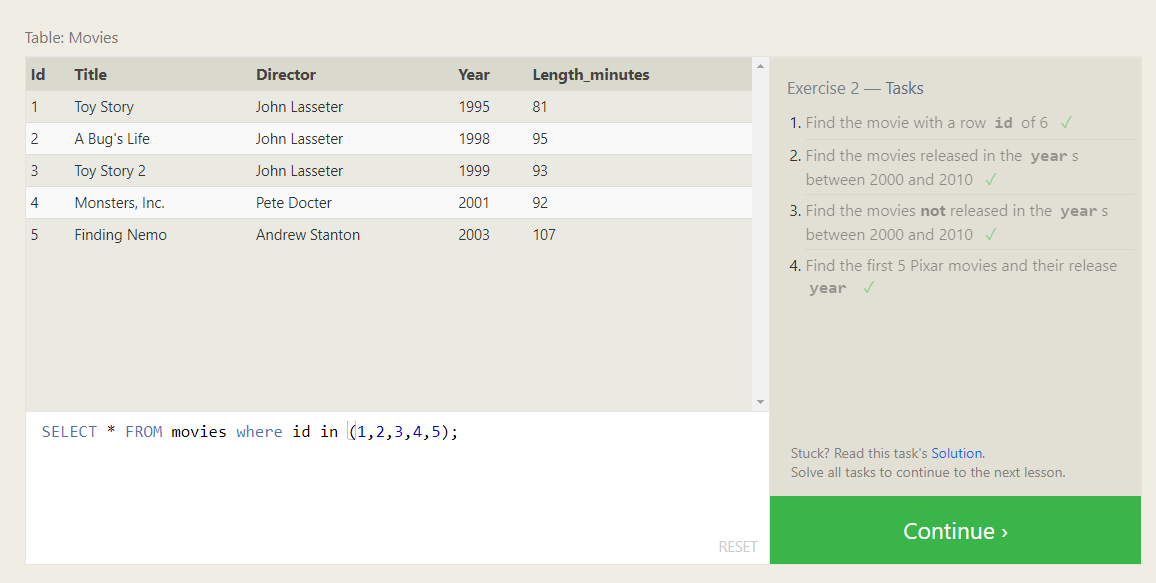 Table: Movies
Id Title Director Year Length_minutes
1 Toy Story John Lasseter 1995 81
2 A Bug's Life John Lasseter 1998 95
3 Toy Story 2 John Lasseter 1999 93
4 Monsters, Inc. Pete Docter 2001 92
5 Finding Nemo Andrew Stanton 2003 107
SELECT * FROM movies where id in (1,2,3,4,5);
RESET
Exercise 2 — Tasks
1. Find the movie with a row id of 6 ✓
2. Find the movies released in the year s
between 2000 and 2010 ✓
3. Find the movies not released in the year s
between 2000 and 2010 ✓
4. Find the first 5 Pixar movies and their release
year ✓
Stuck? Read this task's Solution.
Solve all tasks to continue to the next lesson.
Continue ›